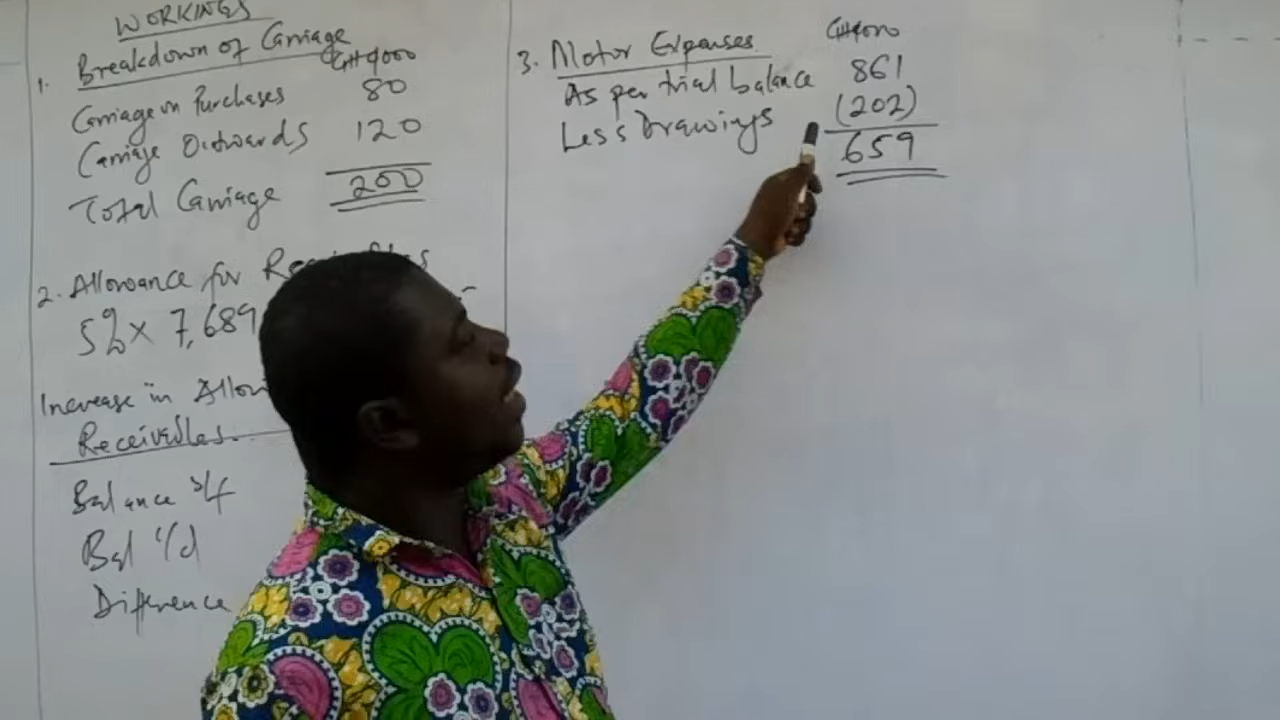 WORKINGS
1. Breakdown of Carriage
GH¢000
Carriage on Purchases 80
Carriage Outwards 120
Total Carriage 200
2. Allowance for
5% x 7,689
Increase in
Receivables
Balance b/f
Bal c/d
Difference
3. Motor Expenses
GH¢000
As per trial balance 861
Less Drawings (202)
659